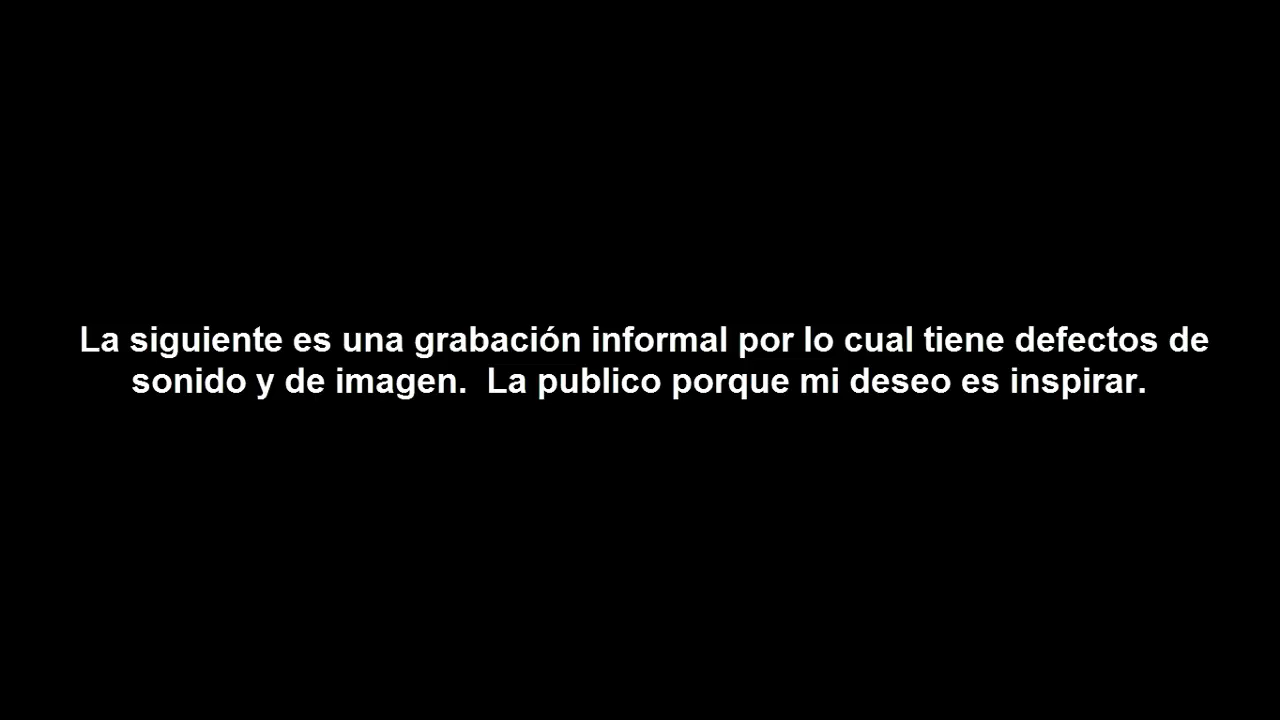 La siguiente es una grabación informal por lo cual tiene defectos de
sonido y de imagen.  La publico porque mi deseo es inspirar.